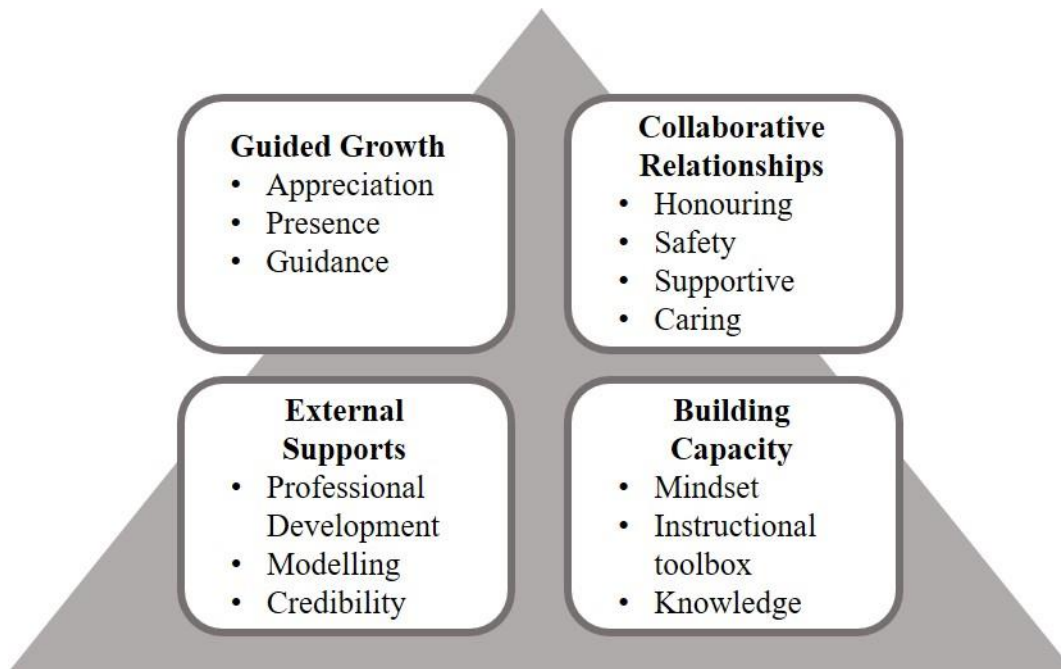 Guided Growth
• Appreciation
• Presence
• Guidance
Collaborative
Relationships
• Honouring
• Safety
• Supportive
• Caring
External
Supports
• Professional
Development
• Modelling
• Credibility
Building
Capacity
• Mindset
• Instructional
toolbox
• Knowledge